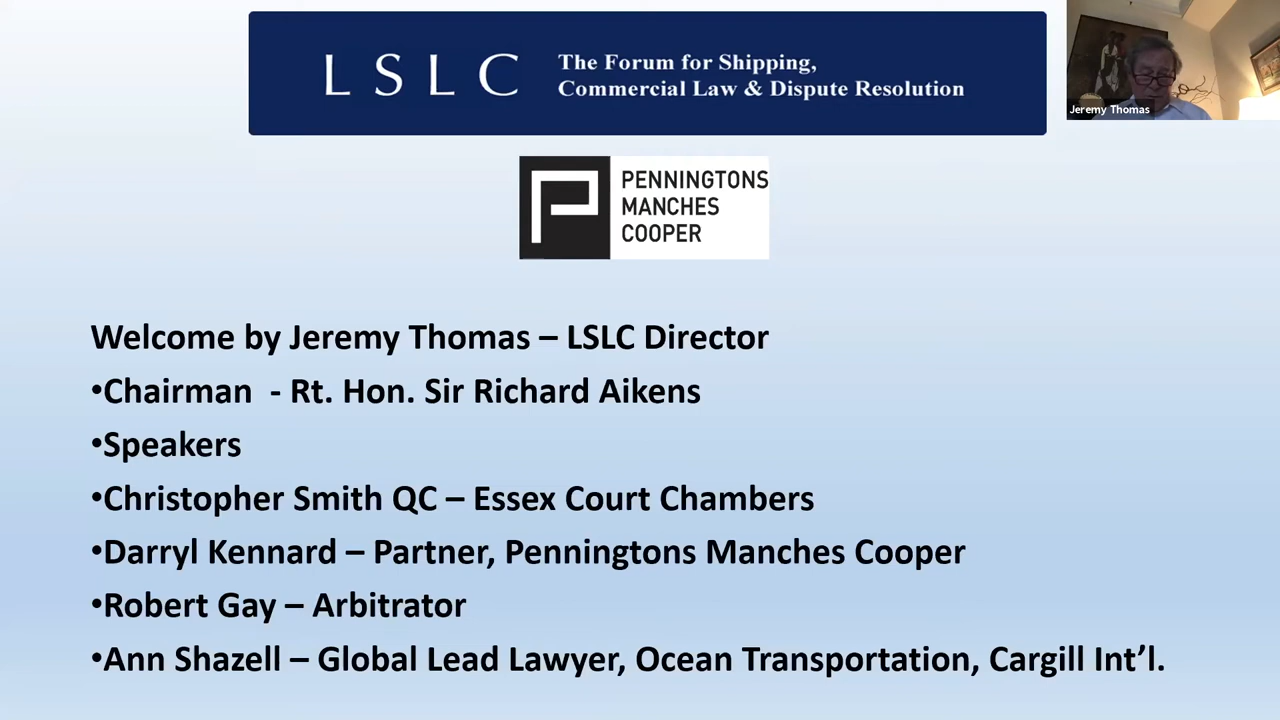 LSLC The Forum for Shipping,
Commercial Law & Dispute Resolution
Jeremy Thomas
PENNINGTONS
MANCHES
COOPER
Welcome by Jeremy Thomas – LSLC Director
•Chairman - Rt. Hon. Sir Richard Aikens
•Speakers
•Christopher Smith QC – Essex Court Chambers
•Darryl Kennard – Partner, Penningtons Manches Cooper
•Robert Gay – Arbitrator
•Ann Shazell – Global Lead Lawyer, Ocean Transportation, Cargill Int’l.